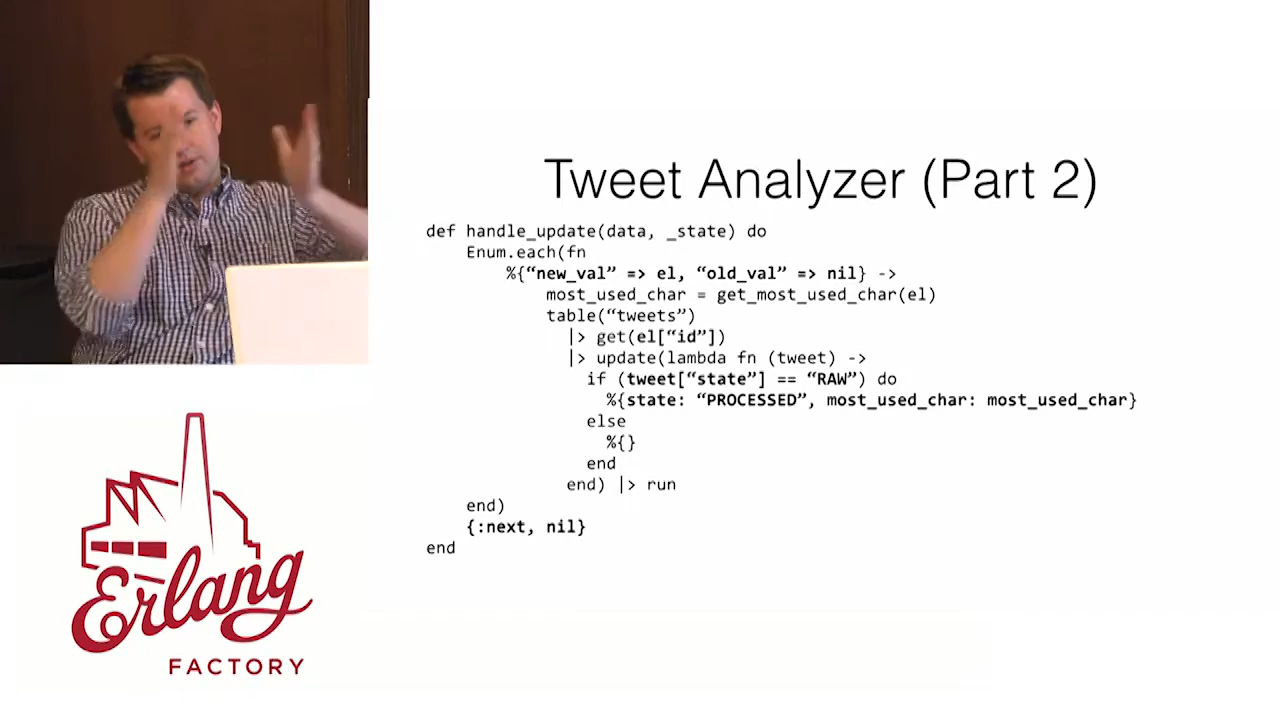 Tweet Analyzer (Part 2)
def handle_update(data, _state) do
    Enum.each(fn
        %{“new_val” => el, “old_val” => nil} ->
            most_used_char = get_most_used_char(el)
            table(“tweets”)
              |> get(el[“id”])
              |> update(lambda fn (tweet) ->
                if (tweet[“state”] == “RAW”) do
                  %{state: “PROCESSED”, most_used_char: most_used_char}
                else
                  %{}
                end
              end) |> run
    end)
    {:next, nil}
end
Erlang
FACTORY